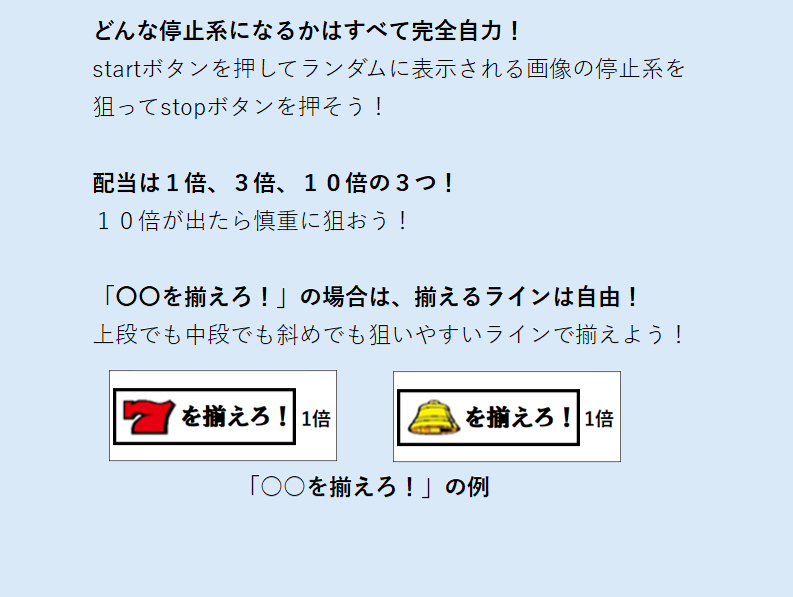 どんな停止系になるかはすべて完全自力！
startボタンを押してランダムに表示される画像の停止系を
狙ってstopボタンを押そう！
配当は１倍、３倍、１０倍の３つ！
１０倍が出たら慎重に狙おう！
「〇〇を揃えろ！」の場合は、揃えるラインは自由！
上段でも中段でも斜めでも狙いやすいラインで揃えよう！
7を揃えろ！ 1倍
を揃えろ！ 1倍
「〇〇を揃えろ！」の例